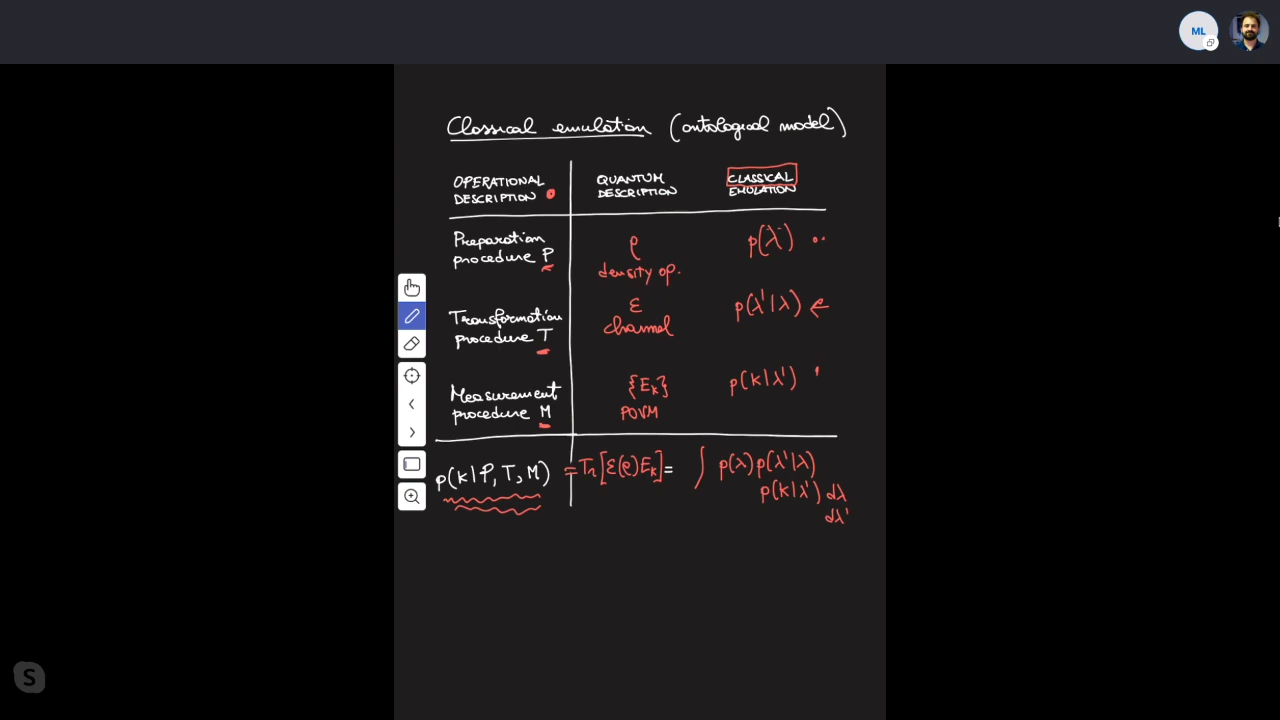 ML
Classical emulation (ontological model)
OPERATIONAL DESCRIPTION
QUANTUM DESCRIPTION
CLASSICAL EMULATION
Preparation procedure P
ρ
density op.
p(λ)
Transformation procedure T
ε
channel
p(λ'|λ) ←
Measurement procedure M
{E_k}
POVM
p(k|λ')
p(k|P,T,M) = Tr[ε(ρ)E_k] = ∫ p(λ)p(λ'|λ)
p(k|λ') dλ
dλ'
S